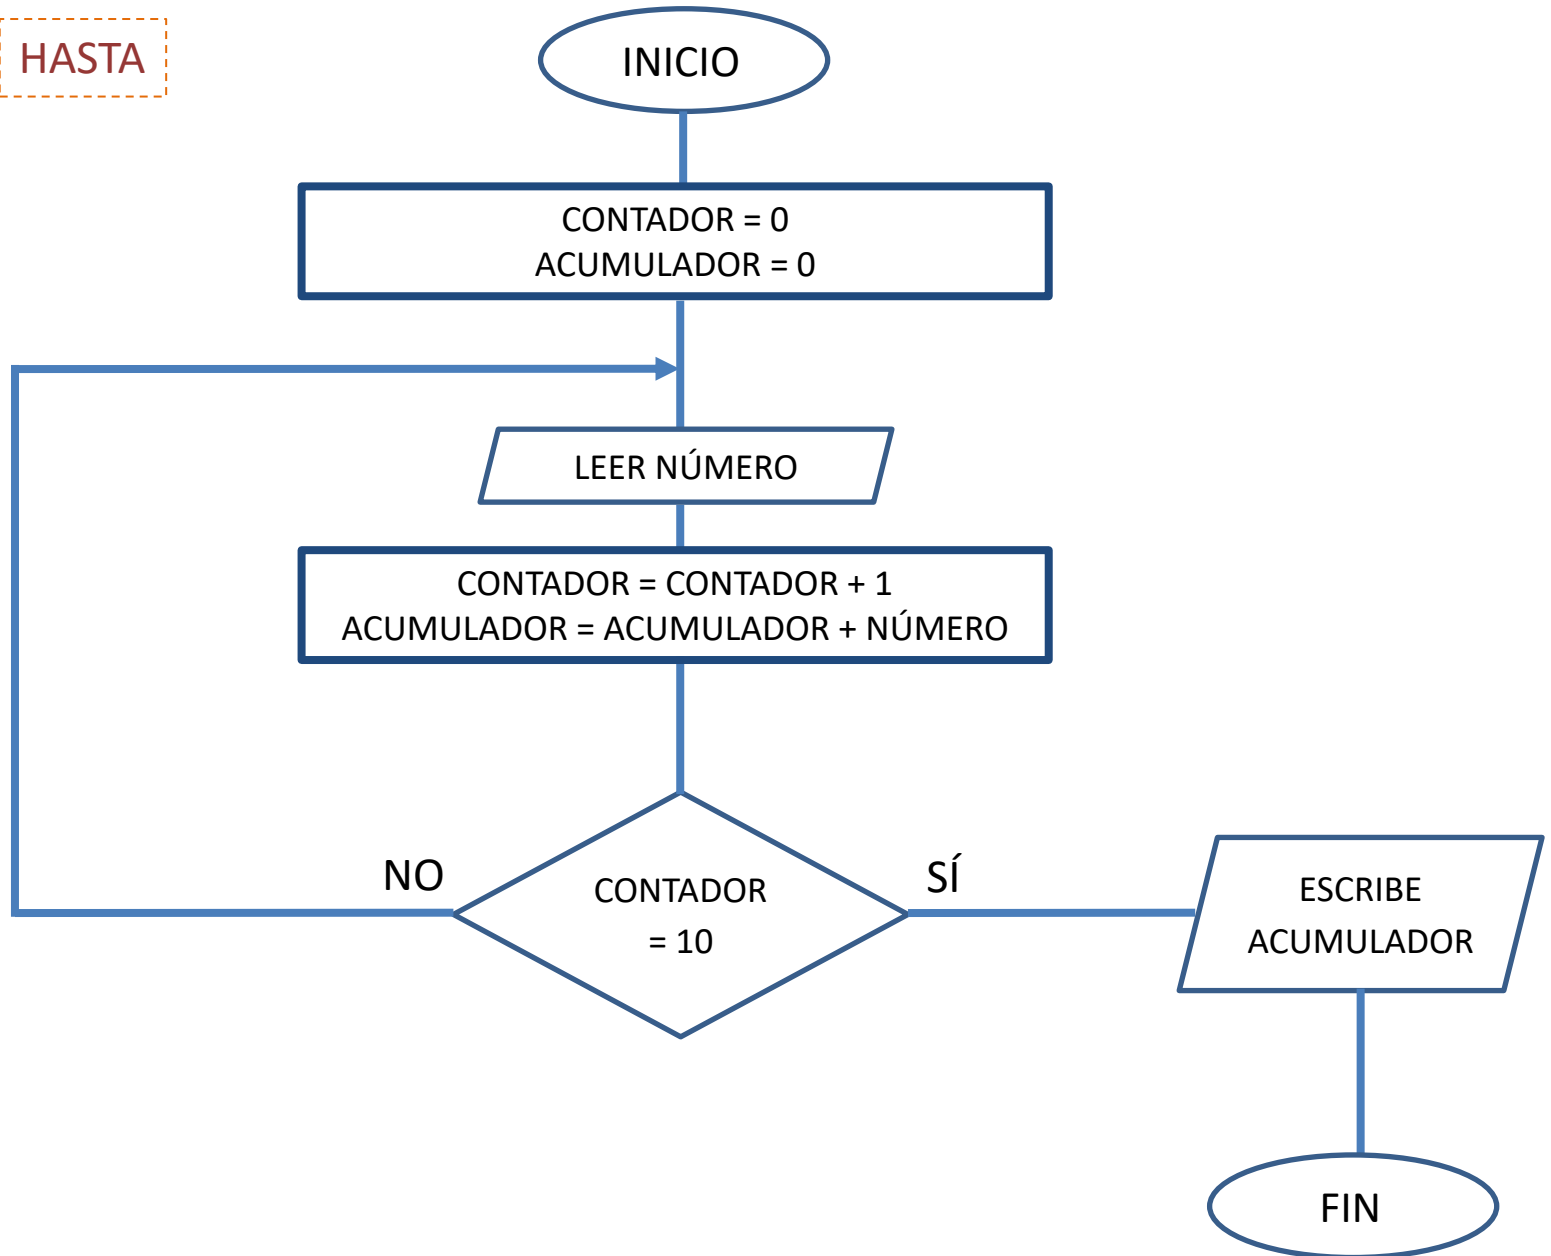 HASTA
INICIO
CONTADOR = 0
ACUMULADOR = 0
LEER NÚMERO
CONTADOR = CONTADOR + 1
ACUMULADOR = ACUMULADOR + NÚMERO
NO
CONTADOR
= 10
SÍ
ESCRIBE
ACUMULADOR
FIN